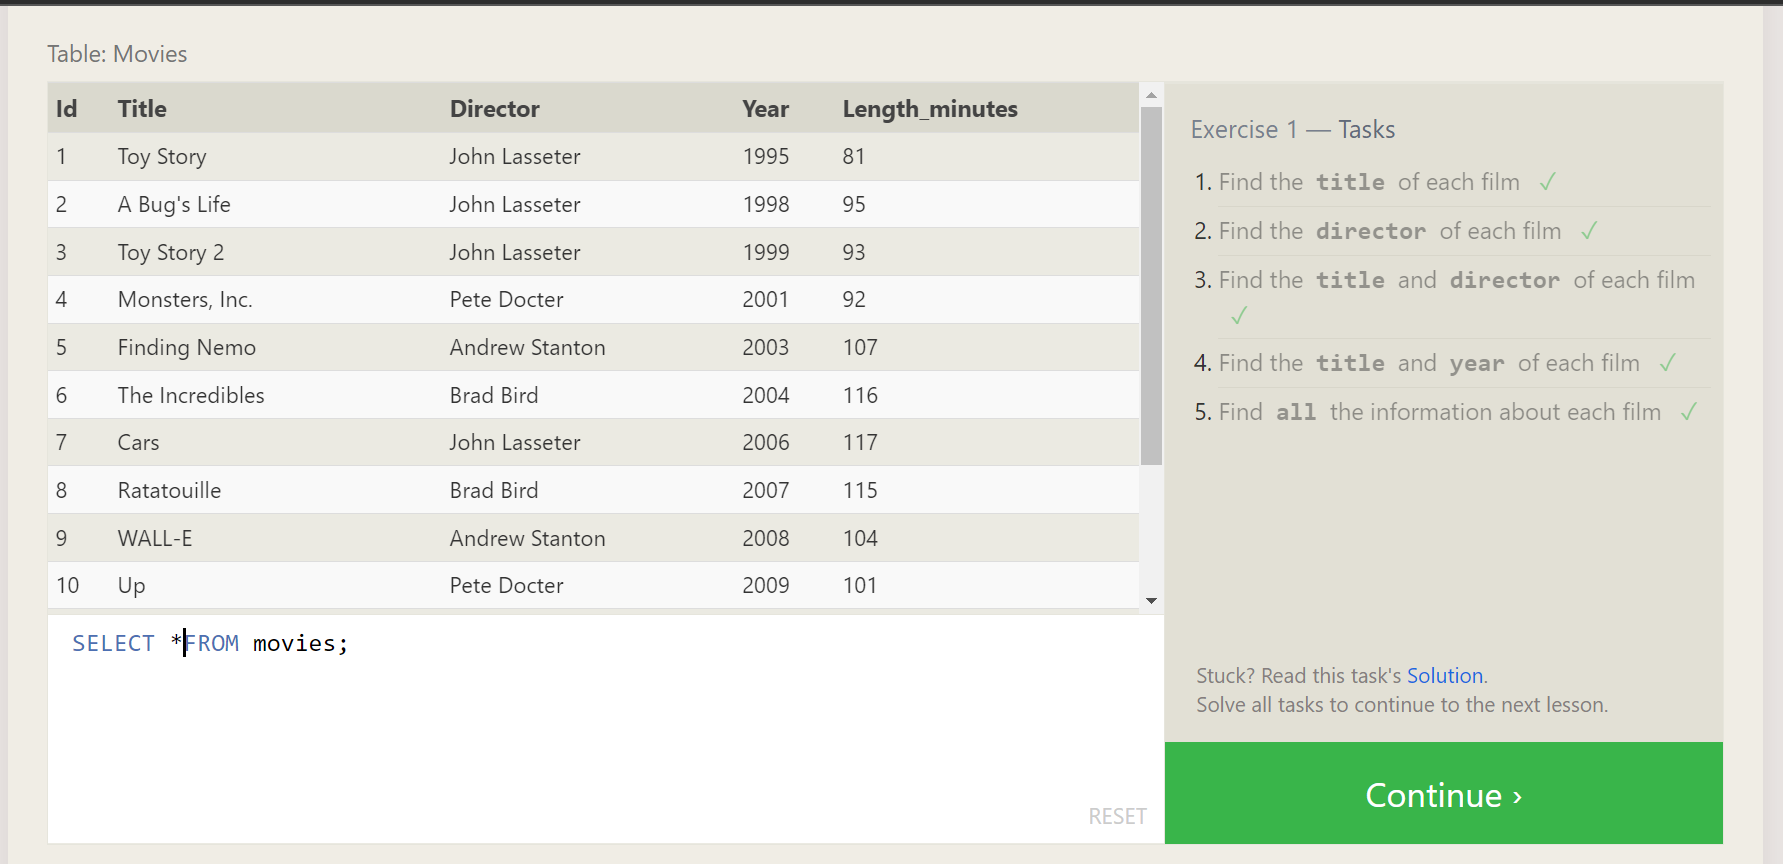 Table: Movies
Id Title Director Year Length_minutes
1 Toy Story John Lasseter 1995 81
2 A Bug's Life John Lasseter 1998 95
3 Toy Story 2 John Lasseter 1999 93
4 Monsters, Inc. Pete Docter 2001 92
5 Finding Nemo Andrew Stanton 2003 107
6 The Incredibles Brad Bird 2004 116
7 Cars John Lasseter 2006 117
8 Ratatouille Brad Bird 2007 115
9 WALL-E Andrew Stanton 2008 104
10 Up Pete Docter 2009 101
SELECT *FROM movies;
RESET
Exercise 1 — Tasks
1. Find the title of each film ✓
2. Find the director of each film ✓
3. Find the title and director of each film
✓
4. Find the title and year of each film ✓
5. Find all the information about each film ✓
Stuck? Read this task's Solution.
Solve all tasks to continue to the next lesson.
Continue ›